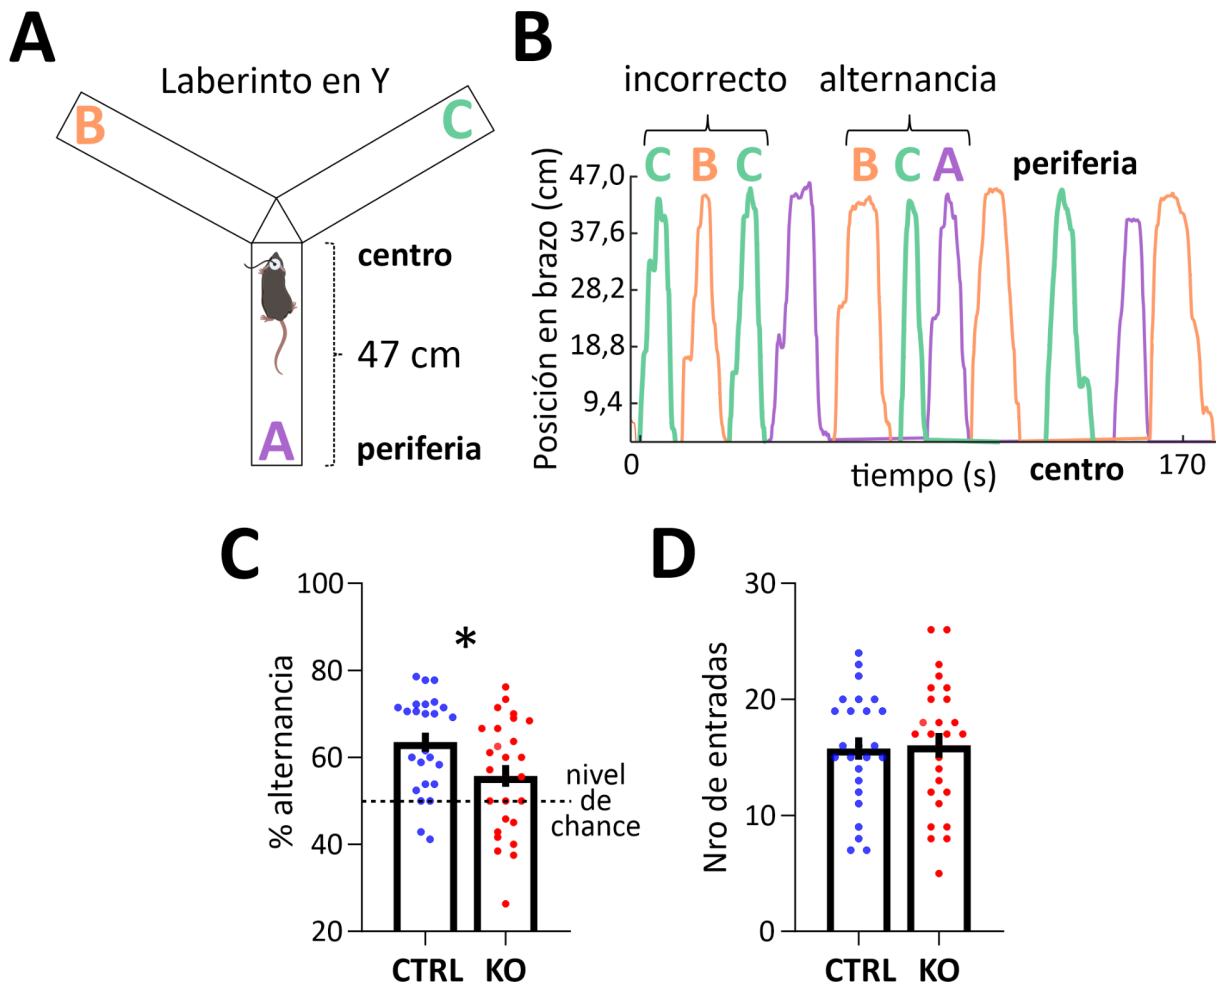 A
Laberinto en Y
B
C
centro
47 cm
A
periferia
B
incorrecto
alternancia
C B C
B C A
periferia
Posición en brazo (cm)
47,0
37,6
28,2
18,8
9,4
0
tiempo (s)
centro
170
C
% alternancia
100
80
60
40
20
*
nivel
de
chance
CTRL
KO
D
Nro de entradas
30
20
10
0
CTRL
KO